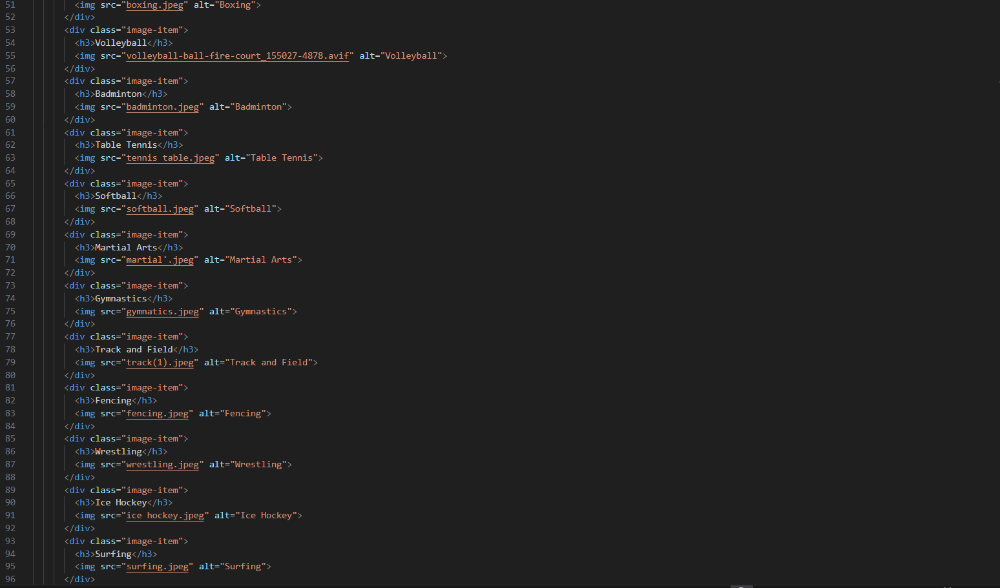 51 <img src="boxing.jpeg" alt="Boxing">
52 </div>
53 <div class="image-item">
54 <h3>Volleyball</h3>
55 <img src="volleyball-ball-fire-court_155027-4878.avif" alt="Volleyball">
56 </div>
57 <div class="image-item">
58 <h3>Badminton</h3>
59 <img src="badminton.jpeg" alt="Badminton">
60 </div>
61 <div class="image-item">
62 <h3>Table Tennis</h3>
63 <img src="tennis table.jpeg" alt="Table Tennis">
64 </div>
65 <div class="image-item">
66 <h3>Softball</h3>
67 <img src="softball.jpeg" alt="Softball">
68 </div>
69 <div class="image-item">
70 <h3>Martial Arts</h3>
71 <img src="martial'.jpeg" alt="Martial Arts">
72 </div>
73 <div class="image-item">
74 <h3>Gymnastics</h3>
75 <img src="gymnatics.jpeg" alt="Gymnastics">
76 </div>
77 <div class="image-item">
78 <h3>Track and Field</h3>
79 <img src="track(1).jpeg" alt="Track and Field">
80 </div>
81 <div class="image-item">
82 <h3>Fencing</h3>
83 <img src="fencing.jpeg" alt="Fencing">
84 </div>
85 <div class="image-item">
86 <h3>Wrestling</h3>
87 <img src="wrestling.jpeg" alt="Wrestling">
88 </div>
89 <div class="image-item">
90 <h3>Ice Hockey</h3>
91 <img src="ice hockey.jpeg" alt="Ice Hockey">
92 </div>
93 <div class="image-item">
94 <h3>Surfing</h3>
95 <img src="surfing.jpeg" alt="Surfing">
96 </div>